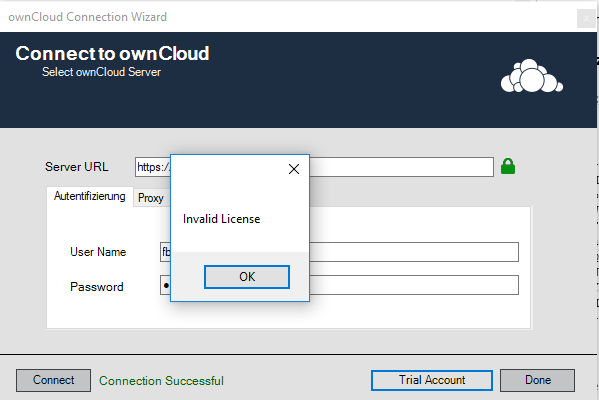 ownCloud Connection Wizard
Connect to ownCloud
Select ownCloud Server
Server URL
https:/
Autentifizierung
Proxy
Invalid License
User Name
fb
OK
Password
Connect
Connection Successful
Trial Account
Done